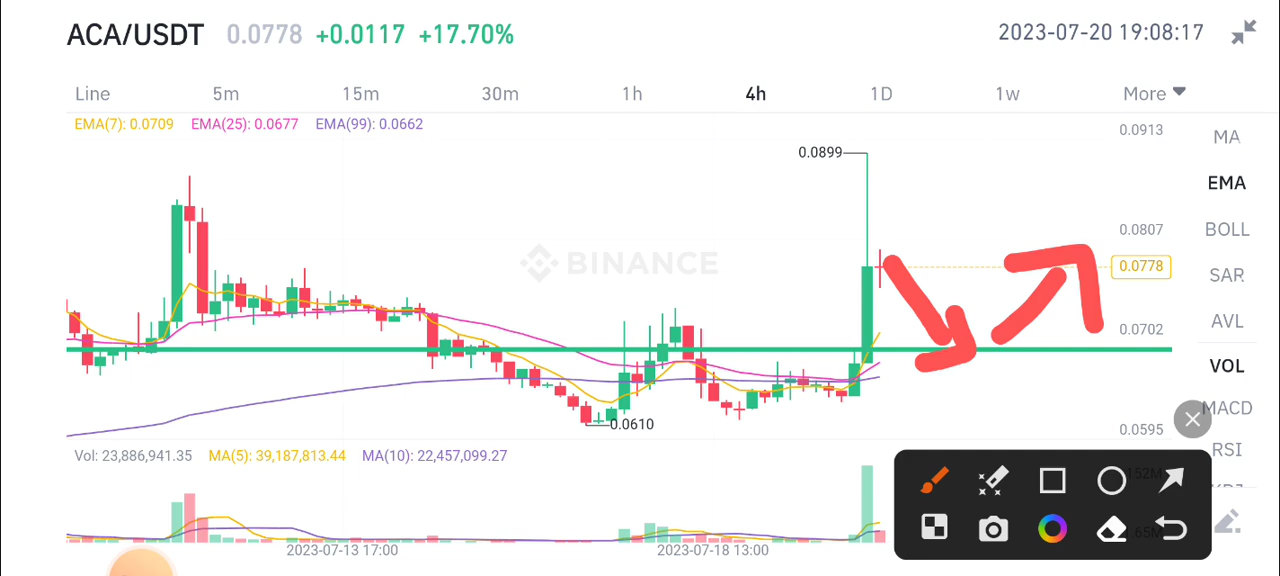 ACA/USDT 0.0778 +0.0117 +17.70% 2023-07-20 19:08:17
Line 5m 15m 30m 1h 4h 1D 1w More
EMA(7): 0.0709 EMA(25): 0.0677 EMA(99): 0.0662
0.0913
MA
0.0899
EMA
0.0807
BOLL
BINANCE
0.0778
SAR
0.0702
AVL
VOL
MACD
0.0610
0.0595
RSI
Vol: 23,886,941.35 MA(5): 39,187,813.44 MA(10): 22,457,099.27
2023-07-13 17:00 2023-07-18 13:00